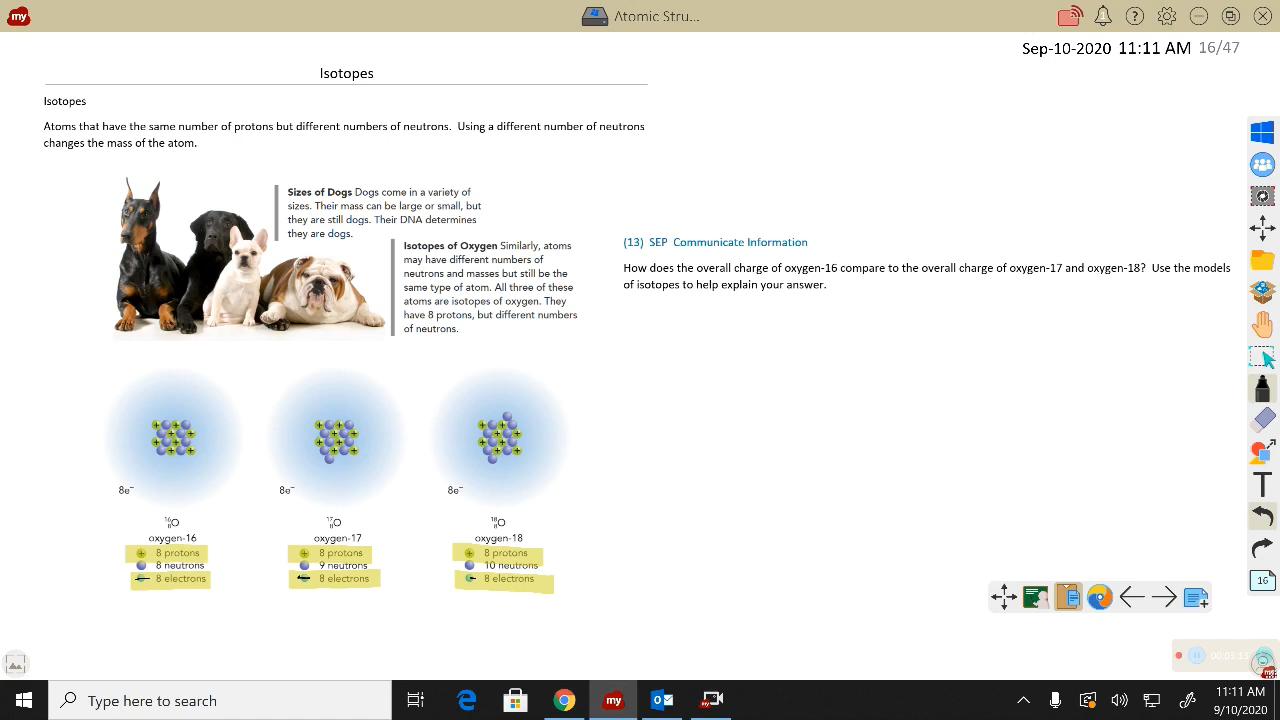 my
Atomic Stru...
Sep-10-2020 11:11 AM 16/47
Isotopes
Isotopes
Atoms that have the same number of protons but different numbers of neutrons. Using a different number of neutrons
changes the mass of the atom.
Sizes of Dogs Dogs come in a variety of
sizes. Their mass can be large or small, but
they are still dogs. Their DNA determines
they are dogs.
Isotopes of Oxygen Similarly, atoms
may have different numbers of
neutrons and masses but still be the
same type of atom. All three of these
atoms are isotopes of oxygen. They
have 8 protons, but different numbers
of neutrons.
(13) SEP Communicate Information
How does the overall charge of oxygen-16 compare to the overall charge of oxygen-17 and oxygen-18? Use the models
of isotopes to help explain your answer.
8e⁻ 8e⁻ 8e⁻
¹⁶₈O ¹⁷₈O ¹⁸₈O
oxygen-16 oxygen-17 oxygen-18
8 protons 8 protons 8 protons
8 neutrons 9 neutrons 10 neutrons
8 electrons 8 electrons 8 electrons
T
16
00:03:13
Type here to search
my
11:11 AM
9/10/2020